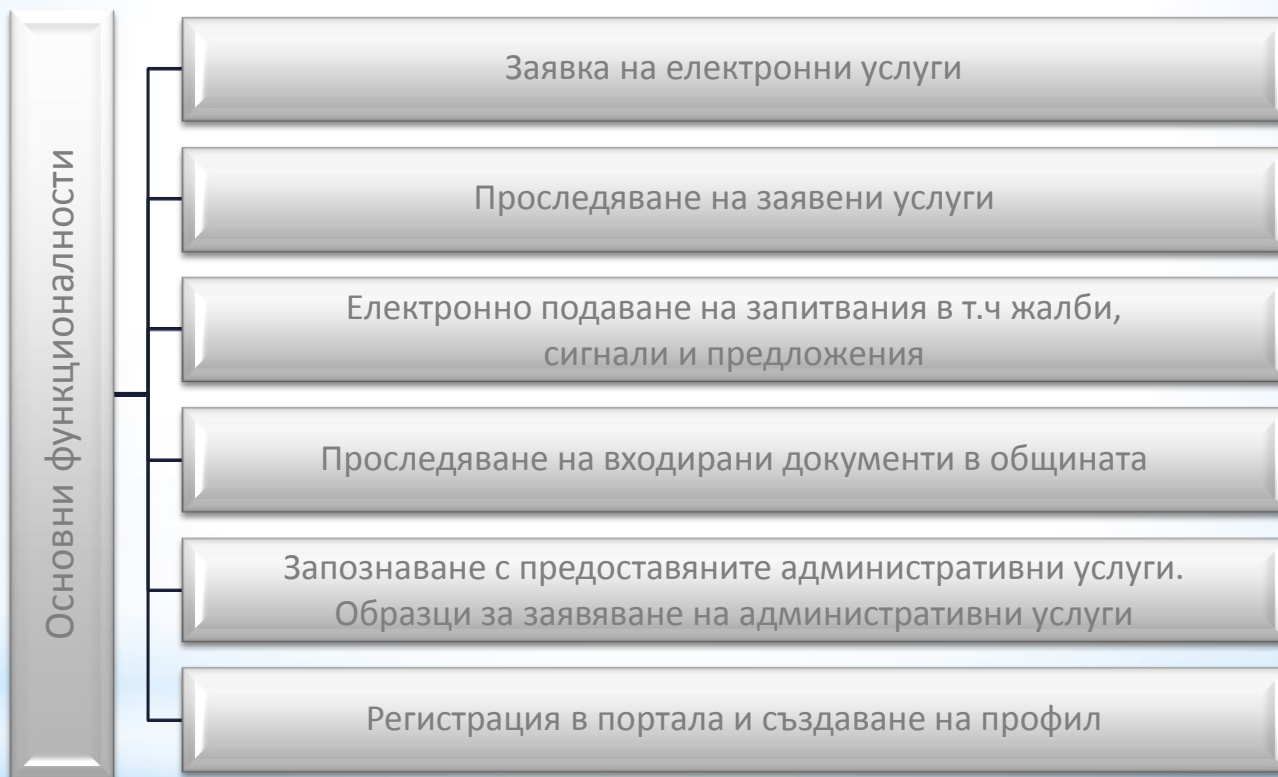 Основни функционалности
Заявка на електронни услуги
Проследяване на заявени услуги
Електронно подаване на запитвания в т.ч жалби,
сигнали и предложения
Проследяване на входирани документи в общината
Запознаване с предоставяните административни услуги.
Образци за заявяване на административни услуги
Регистрация в портала и създаване на профил